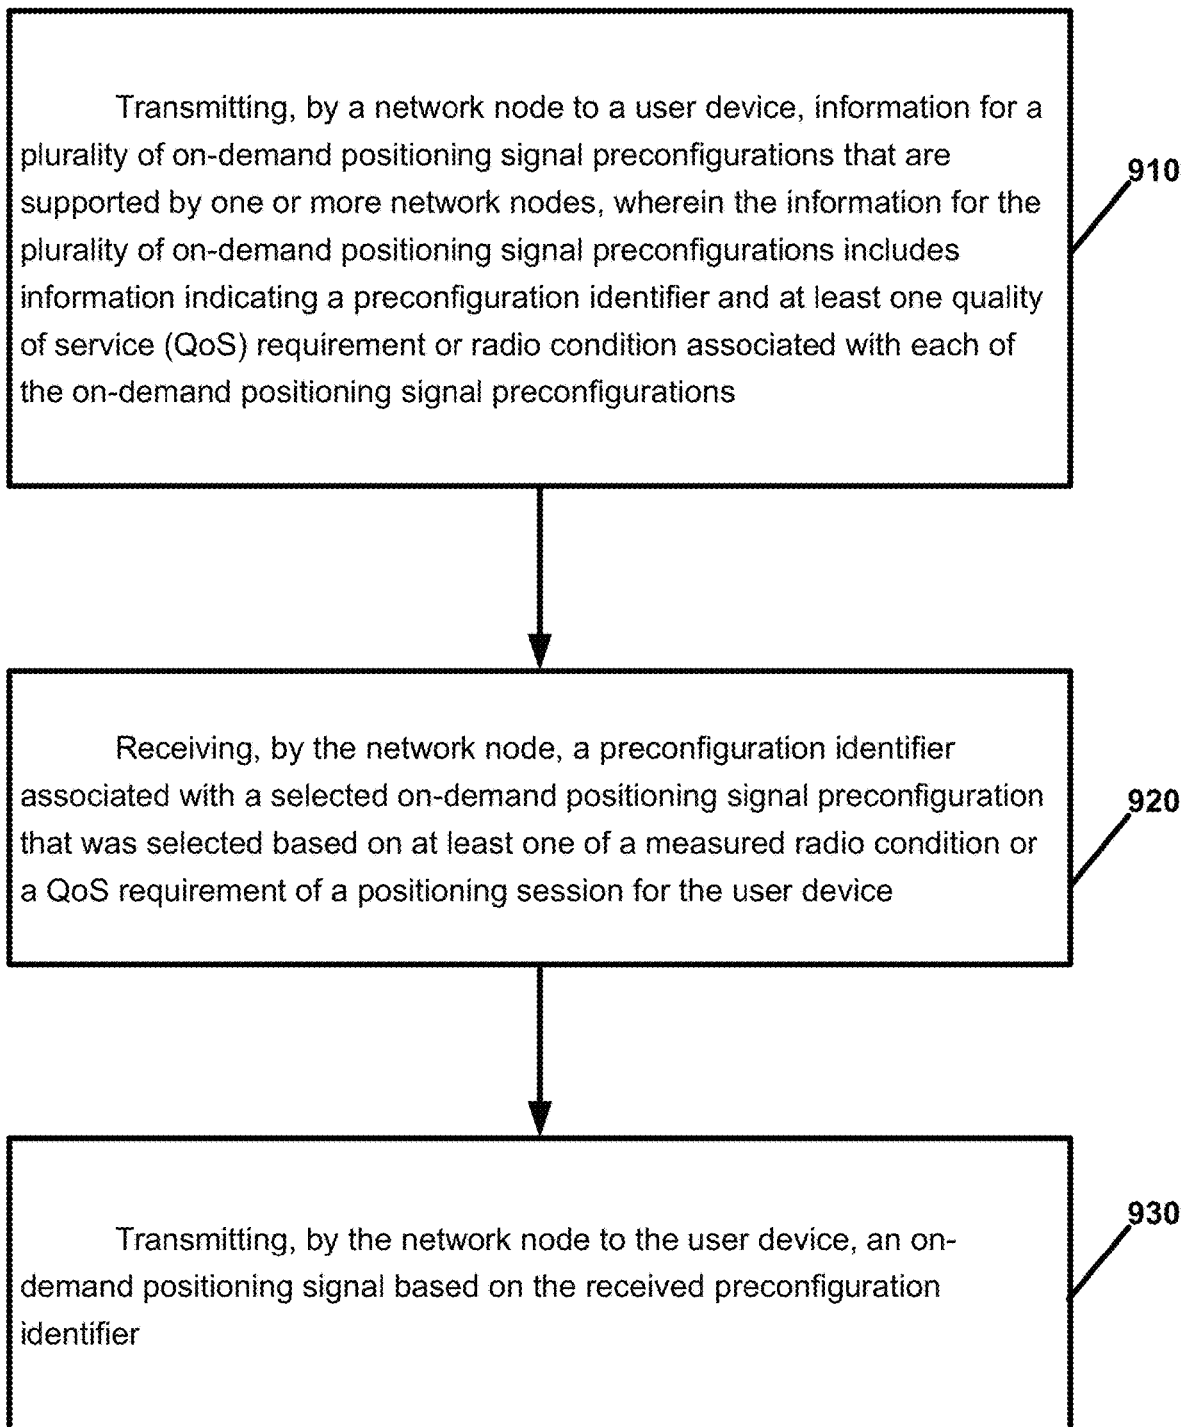 Transmitting, by a network node to a user device, information for a
plurality of on-demand positioning signal preconfigurations that are
supported by one or more network nodes, wherein the information for the
plurality of on-demand positioning signal preconfigurations includes
information indicating a preconfiguration identifier and at least one quality
of service (QoS) requirement or radio condition associated with each of
the on-demand positioning signal preconfigurations
910
Receiving, by the network node, a preconfiguration identifier
associated with a selected on-demand positioning signal preconfiguration
that was selected based on at least one of a measured radio condition or
a QoS requirement of a positioning session for the user device
920
Transmitting, by the network node to the user device, an on-
demand positioning signal based on the received preconfiguration
identifier
930